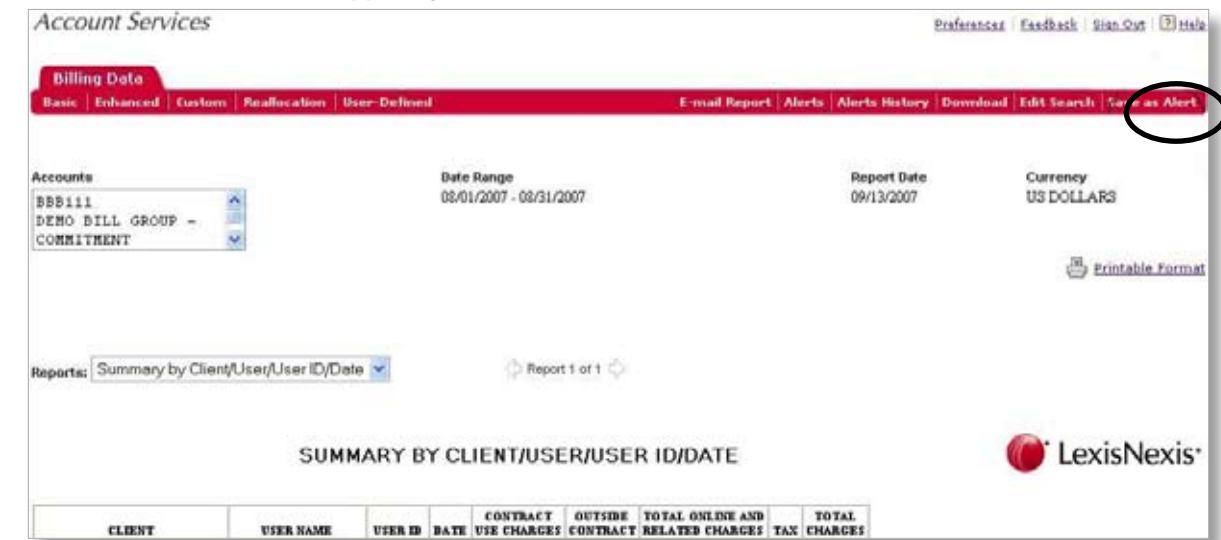 Account Services
Preferences | Feedback | Sign Out | ? Help
Billing Data
Basic | Enhanced | Custom | Reallocation | User-Defined E-mail Report | Alerts | Alerts History | Download | Edit Search | Save as Alert
Accounts Date Range Report Date Currency
BBB111 08/01/2007 - 08/31/2007 09/13/2007 US DOLLARS
DEMO BILL GROUP -
COMMITMENT
Printable Format
Reports: Summary by Client/User/User ID/Date Report 1 of 1
SUMMARY BY CLIENT/USER/USER ID/DATE LexisNexis
CONTRACT OUTSIDE TOTAL ONLINE AND TOTAL
CLIENT USER NAME USER ID DATE USE CHARGES CONTRACT RELATED CHARGES TAX CHARGES